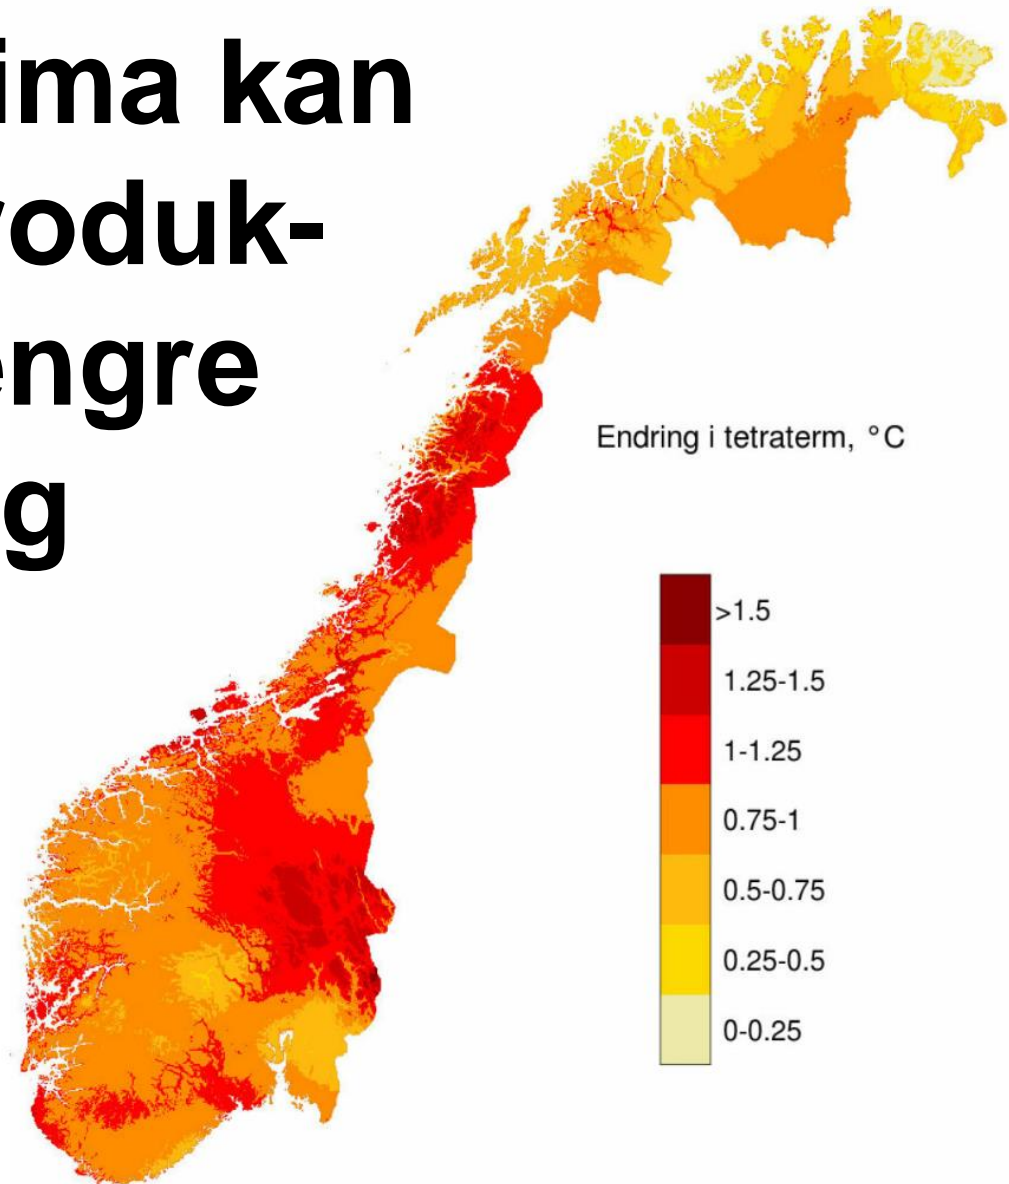 ima kan
roduk-
engre
g
Endring i tetraterm, °C
>1.5
1.25-1.5
1-1.25
0.75-1
0.5-0.75
0.25-0.5
0-0.25